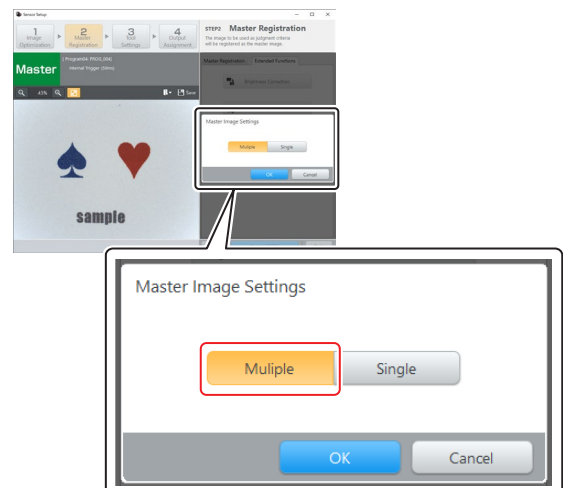 Sensor Setup
1 Image Optimization
2 Master Registration
3 Tool Settings
4 Output Assignment
STEP2 Master Registration
The image to be used as judgment criteria
will be registered as the master image.
Master
Internal Trigger
Master Registration Extended Functions
Brightness Correction
Save
sample
Master Image Settings
Muliple Single
OK Cancel
Master Image Settings
Muliple Single
OK Cancel